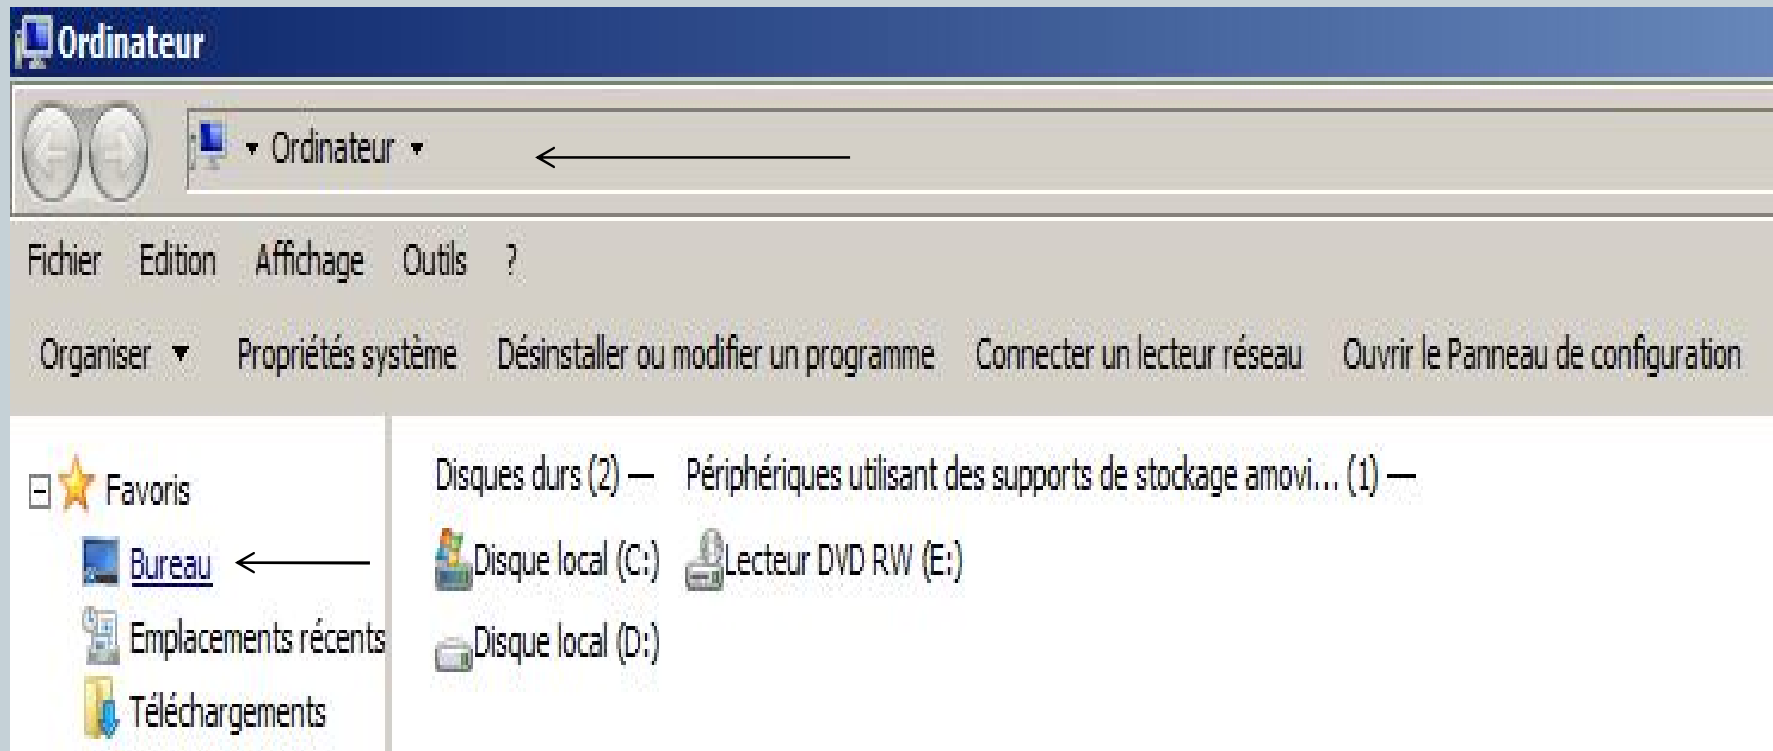 Ordinateur
Ordinateur
Fichier Edition Affichage Outils ?
Organiser Propriétés système Désinstaller ou modifier un programme Connecter un lecteur réseau Ouvrir le Panneau de configuration
Favoris
Bureau
Emplacements récents
Téléchargements
Disques durs (2) — Périphériques utilisant des supports de stockage amovi... (1) —
Disque local (C:) Lecteur DVD RW (E:)
Disque local (D:)